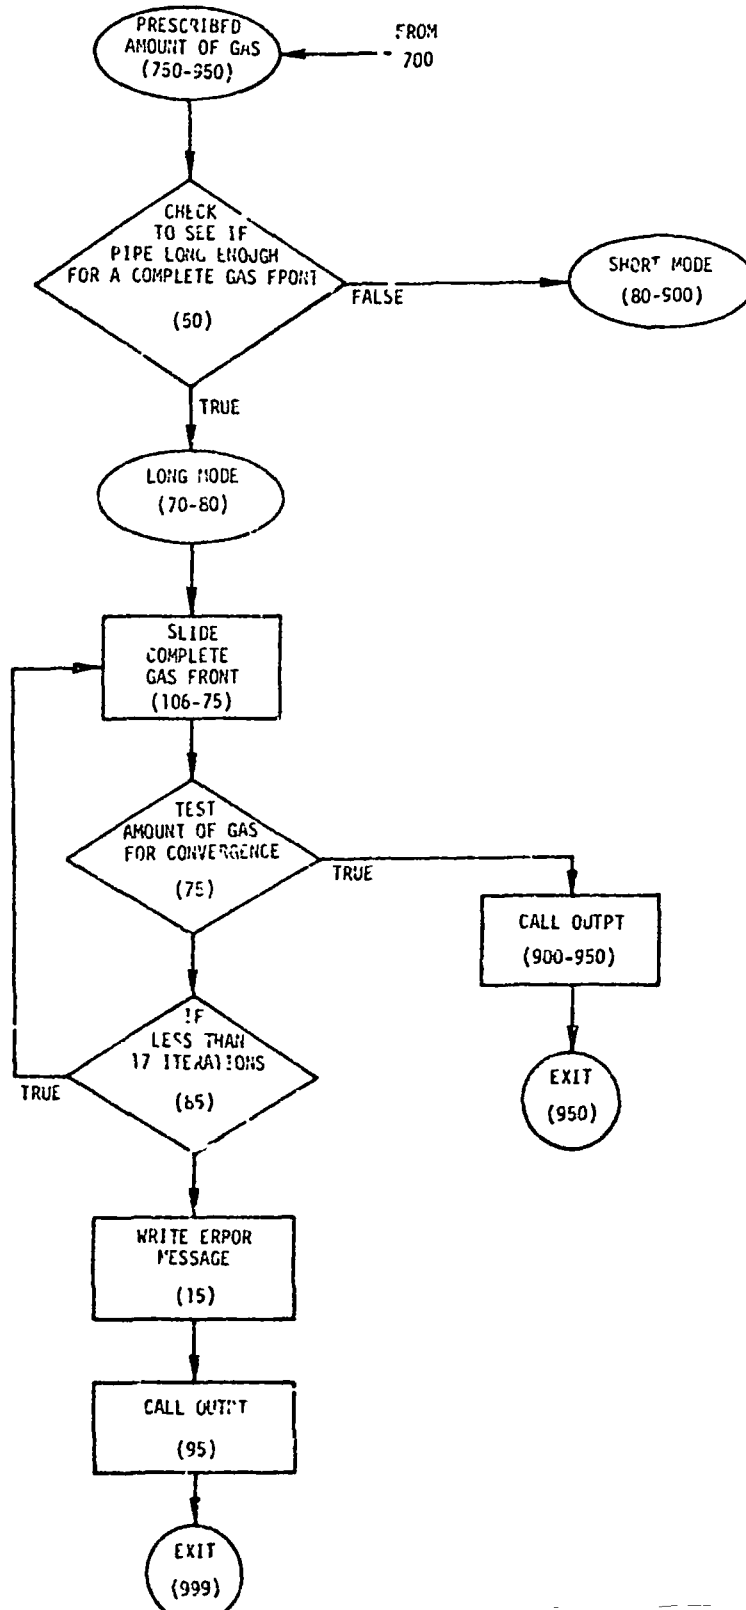 PRESCRIBED
AMOUNT OF GAS
(750-950)
FROM
700
CHECK
TO SEE IF
PIPE LONG ENOUGH
FOR A COMPLETE GAS FRONT
(50)
FALSE
SHORT MODE
(80-900)
TRUE
LONG MODE
(70-80)
SLIDE
COMPLETE
GAS FRONT
(106-75)
TEST
AMOUNT OF GAS
FOR CONVERGENCE
(75)
TRUE
CALL OUTPT
(900-950)
EXIT
(950)
IF
LESS THAN
17 ITERATIONS
(85)
TRUE
WRITE ERROR
MESSAGE
(15)
CALL OUTPT
(95)
EXIT
(999)